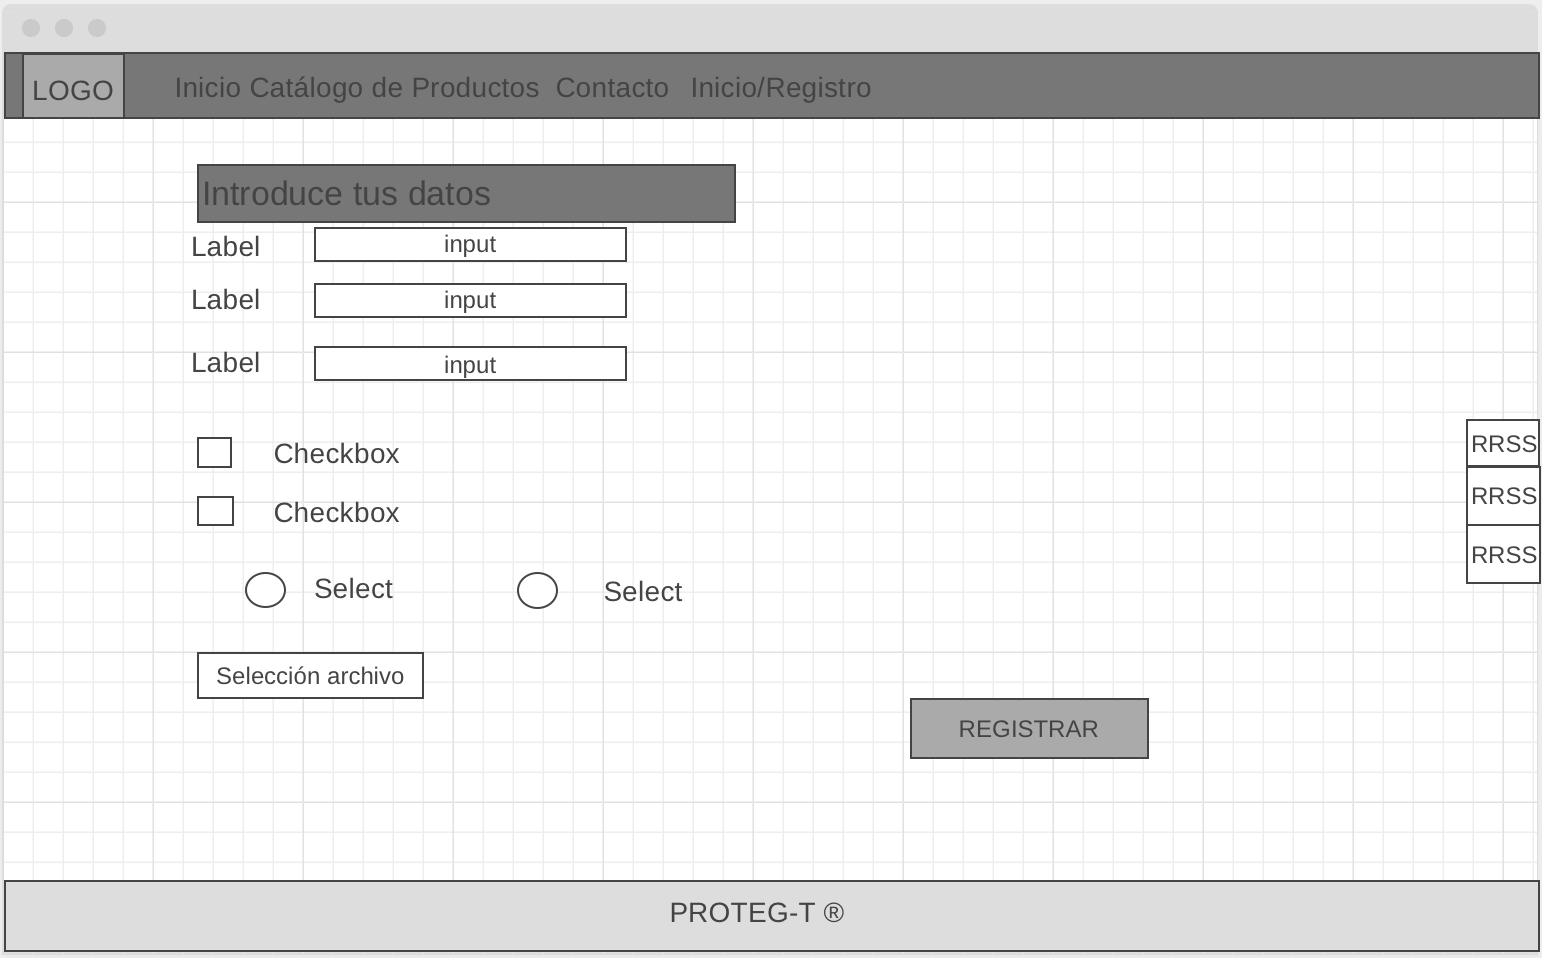 LOGO
Inicio Catálogo de Productos Contacto Inicio/Registro
Introduce tus datos
Label input
Label input
Label input
Checkbox
RRSS
Checkbox
RRSS
RRSS
Select Select
Selección archivo
REGISTRAR
PROTEG-T ®